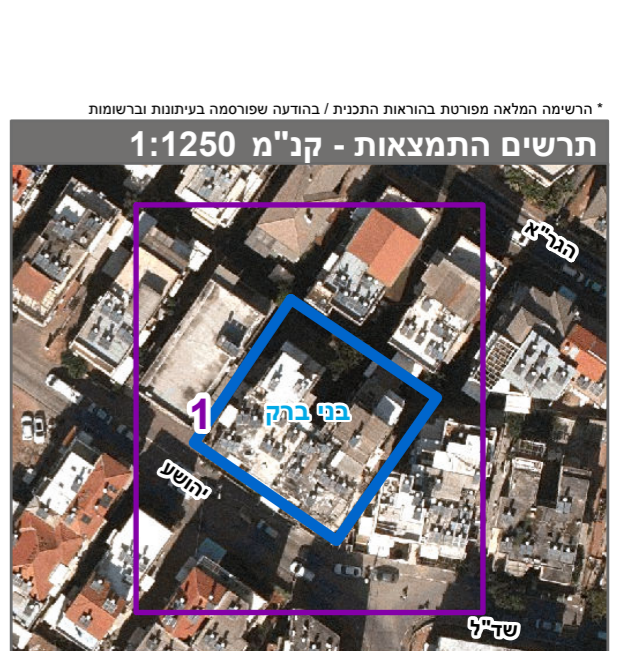 * הרשימה המלאה מפורטת בהוראות התכנית / בהודעה שפורסמה בעיתונות וברשומות
תרשים התמצאות - קנ"מ 1:1250
הגר"א
1
בני ברק
יהושע
שד"ל